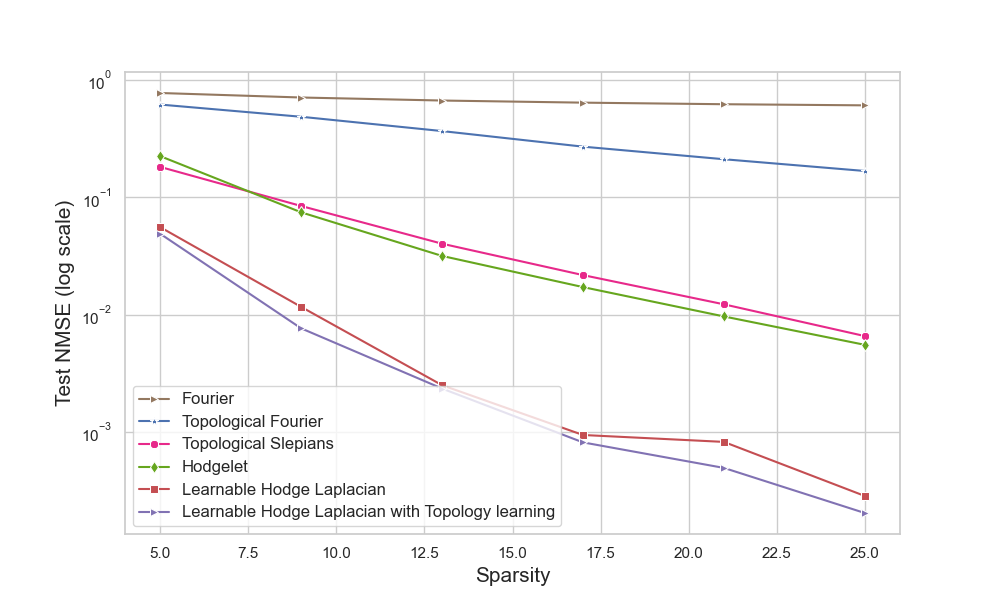 Test NMSE (log scale)
10⁰
10⁻¹
10⁻²
10⁻³
Fourier
Topological Fourier
Topological Slepians
Hodgelet
Learnable Hodge Laplacian
Learnable Hodge Laplacian with Topology learning
5.0 7.5 10.0 12.5 15.0 17.5 20.0 22.5 25.0
Sparsity